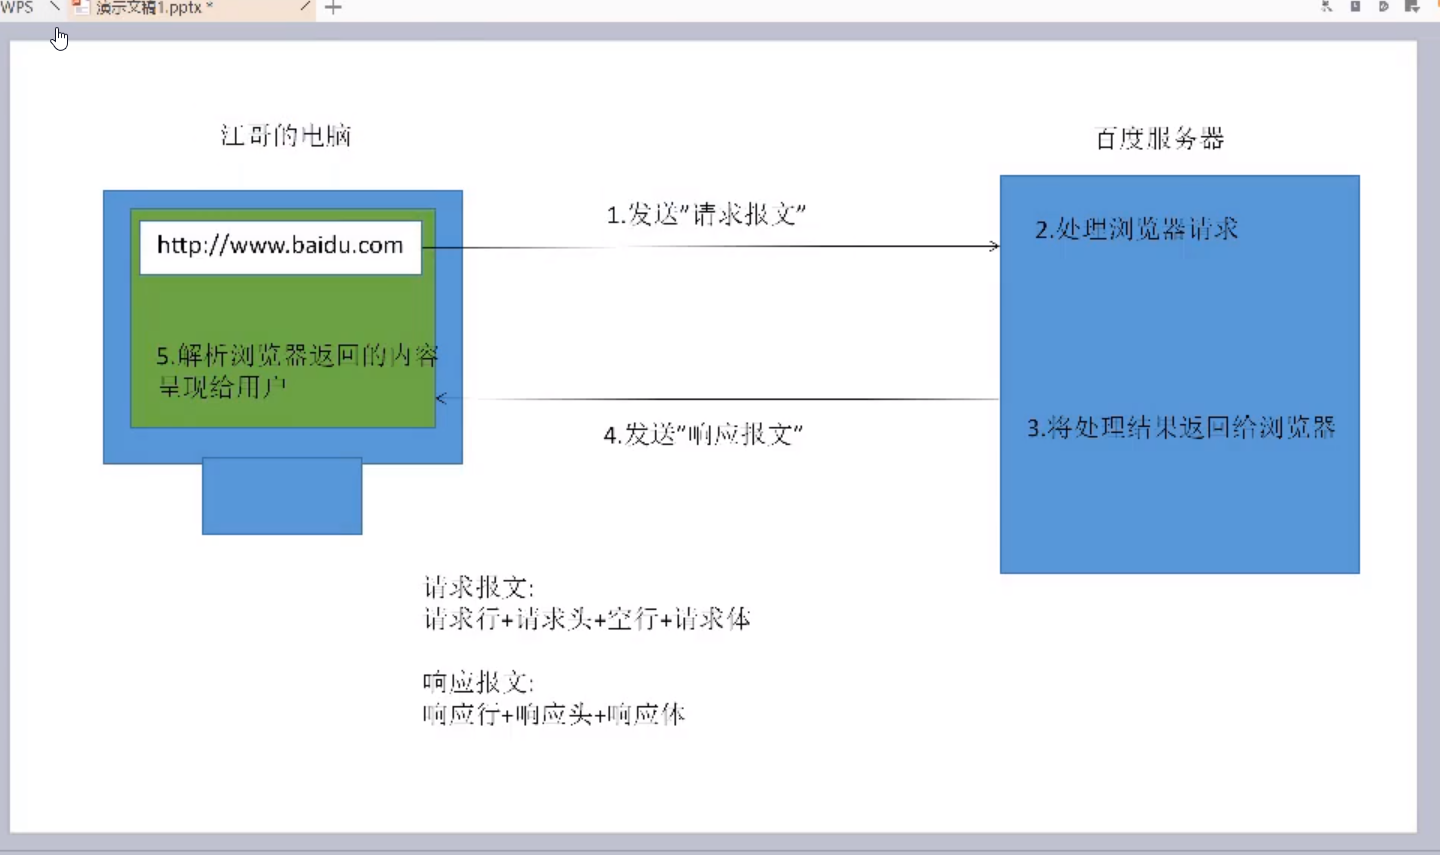 WPS
演示文稿1.pptx *
江哥的电脑
百度服务器
http://www.baidu.com
1.发送"请求报文"
2.处理浏览器请求
5.解析浏览器返回的内容
呈现给用户
4.发送"响应报文"
3.将处理结果返回给浏览器
请求报文:
请求行+请求头+空行+请求体
响应报文:
响应行+响应头+响应体